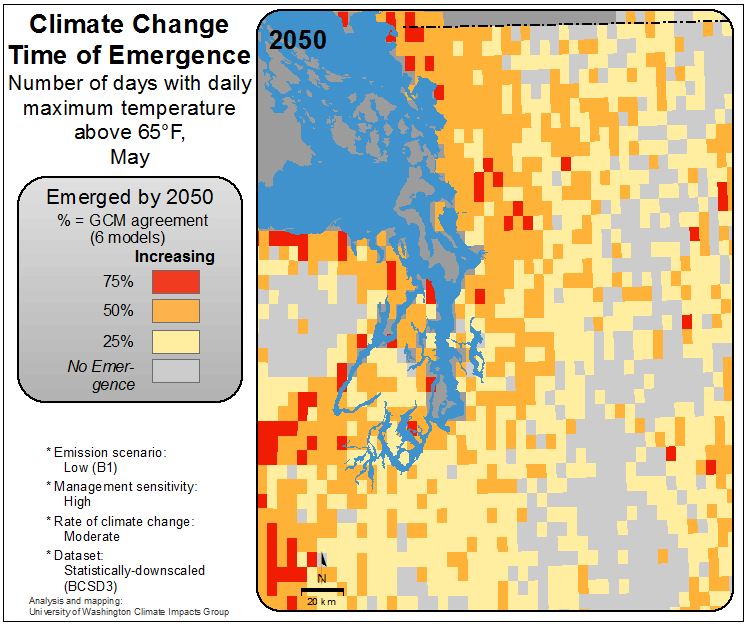 Climate Change
Time of Emergence
Number of days with daily
maximum temperature
above 65°F,
May
Emerged by 2050
% = GCM agreement
(6 models)
Increasing
75%
50%
25%
No Emer-
gence
* Emission scenario:
Low (B1)
* Management sensitivity:
High
* Rate of climate change:
Moderate
* Dataset:
Statistically-downscaled
(BCSD3)
Analysis and mapping:
University of Washington Climate Impacts Group
2050
N
20 km